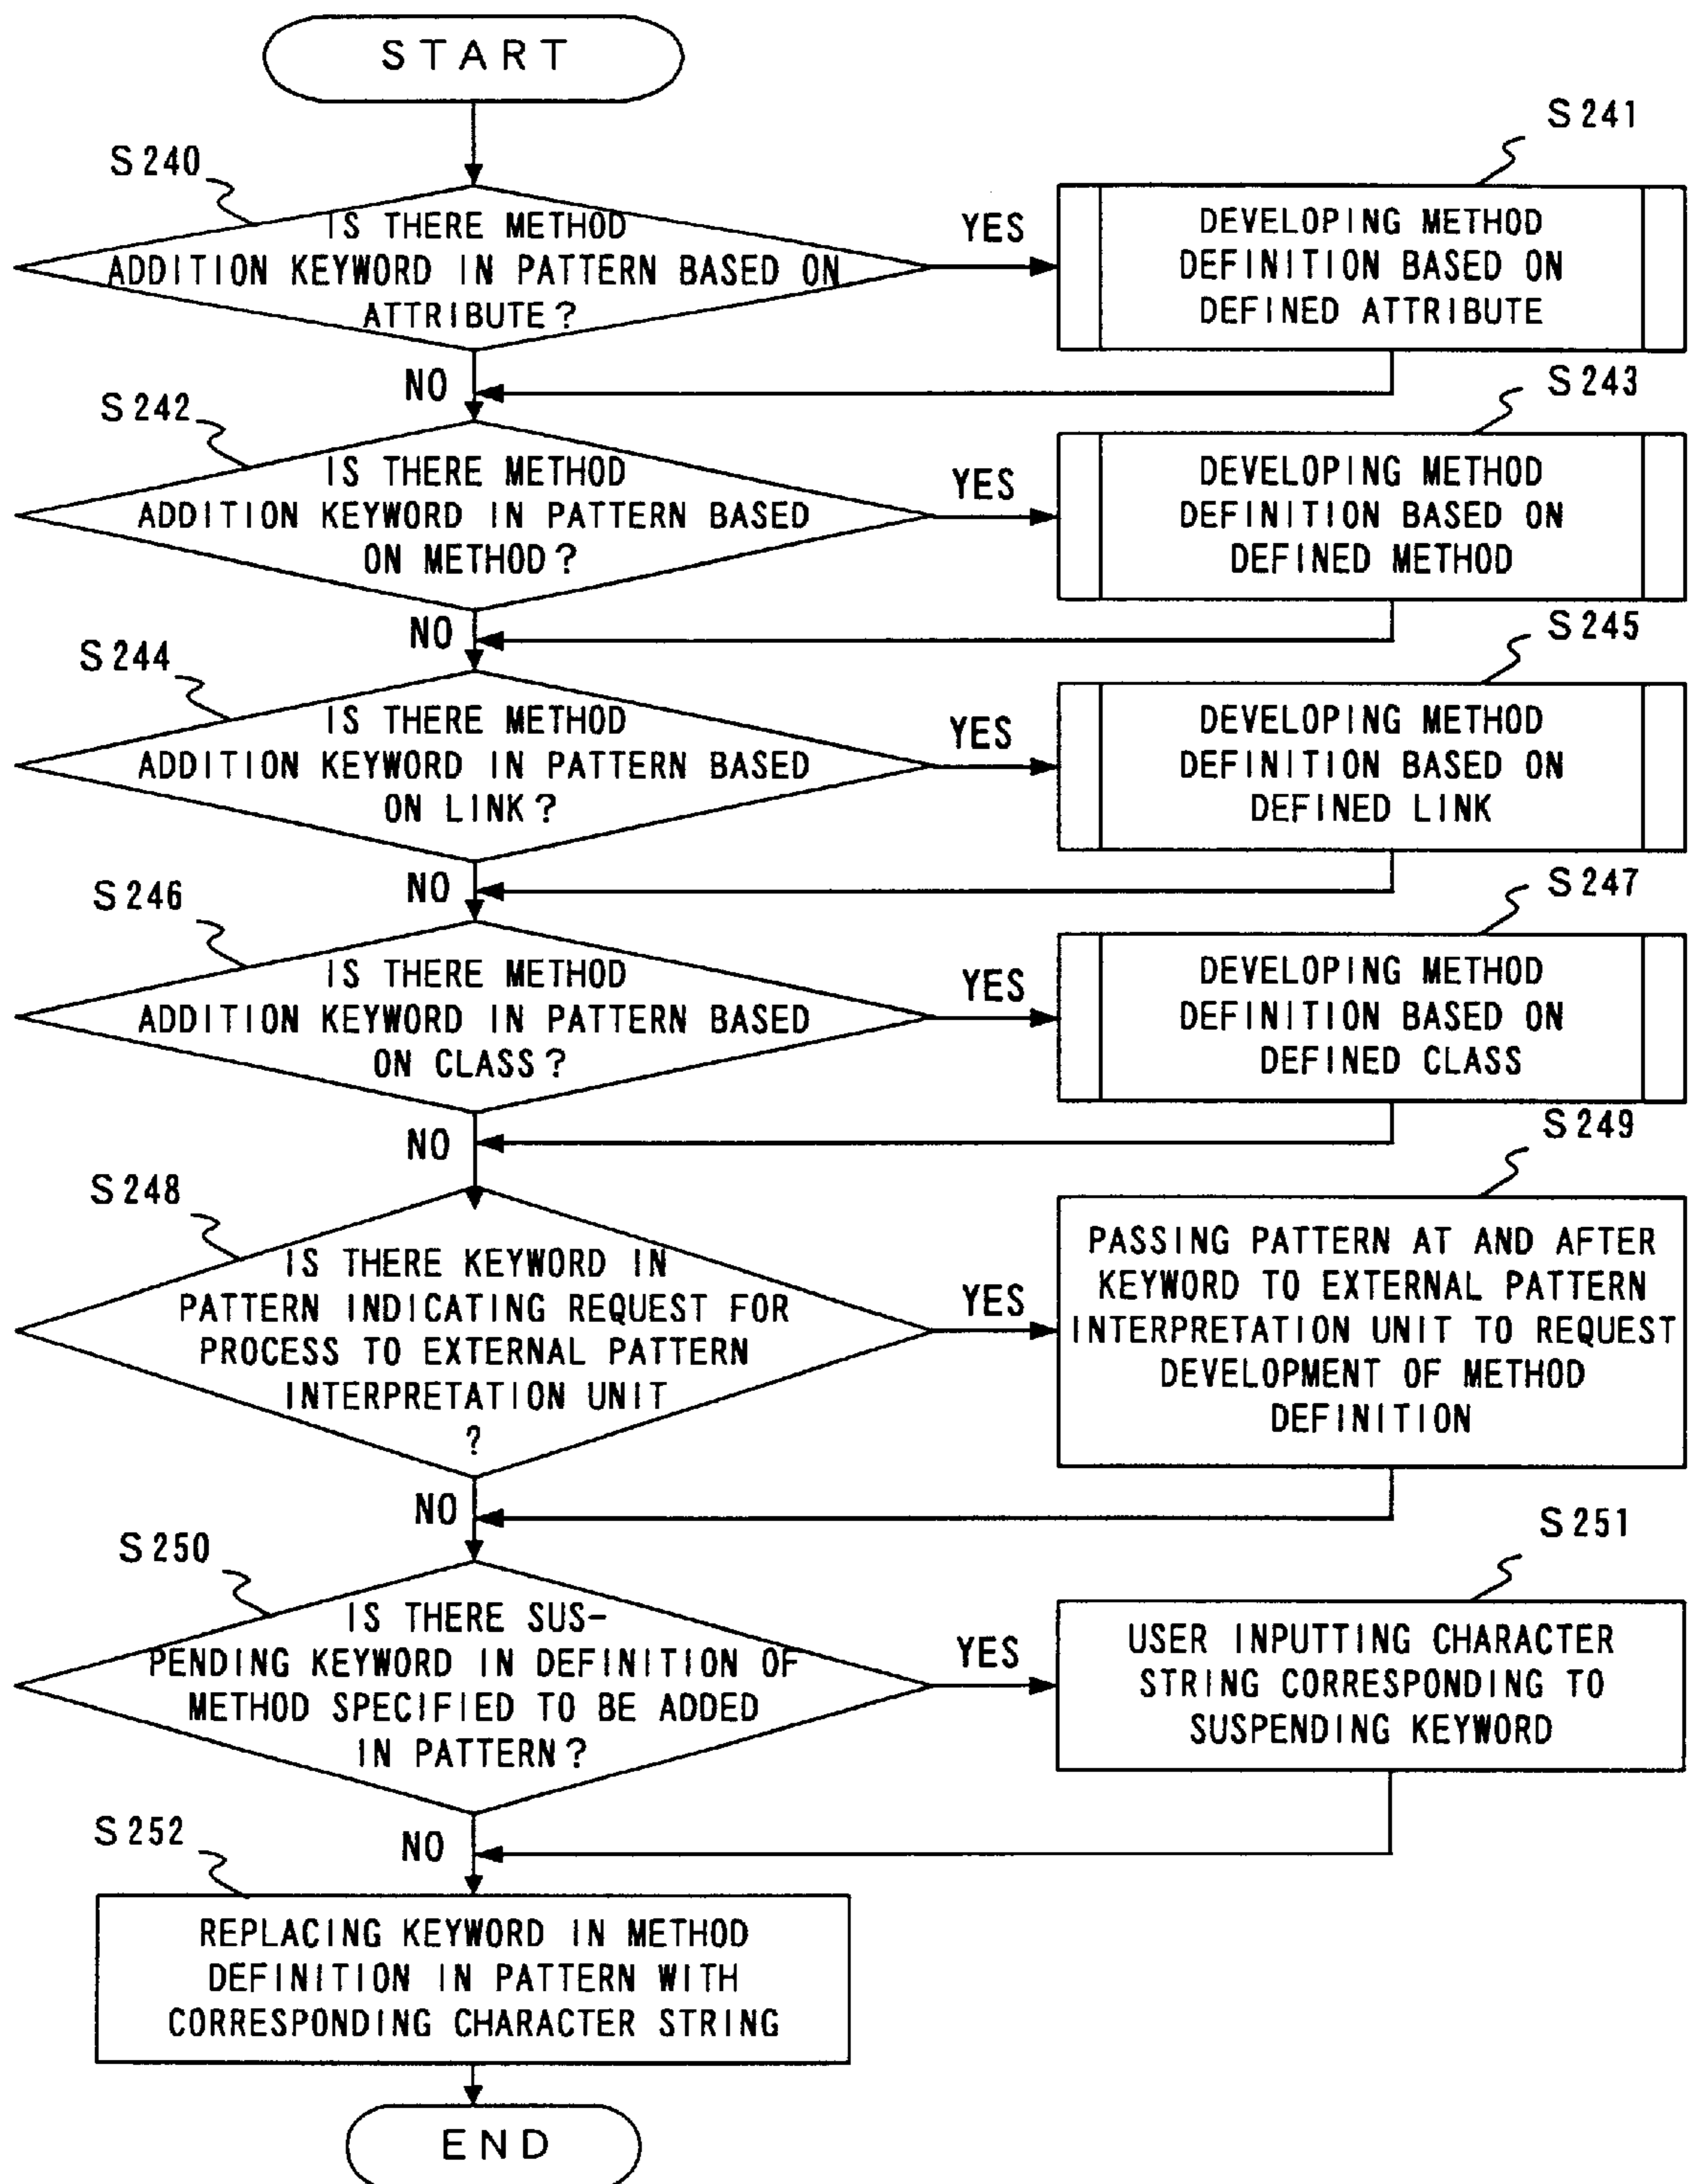 START
S240
IS THERE METHOD
ADDITION KEYWORD IN PATTERN BASED ON
ATTRIBUTE?
YES
S241
DEVELOPING METHOD
DEFINITION BASED ON
DEFINED ATTRIBUTE
NO
S242
IS THERE METHOD
ADDITION KEYWORD IN PATTERN BASED
ON METHOD?
YES
S243
DEVELOPING METHOD
DEFINITION BASED ON
DEFINED METHOD
NO
S244
IS THERE METHOD
ADDITION KEYWORD IN PATTERN BASED
ON LINK?
YES
S245
DEVELOPING METHOD
DEFINITION BASED ON
DEFINED LINK
NO
S246
IS THERE METHOD
ADDITION KEYWORD IN PATTERN BASED
ON CLASS?
YES
S247
DEVELOPING METHOD
DEFINITION BASED ON
DEFINED CLASS
NO
S248
IS THERE KEYWORD IN
PATTERN INDICATING REQUEST FOR
PROCESS TO EXTERNAL PATTERN
INTERPRETATION UNIT
?
YES
S249
PASSING PATTERN AT AND AFTER
KEYWORD TO EXTERNAL PATTERN
INTERPRETATION UNIT TO REQUEST
DEVELOPMENT OF METHOD
DEFINITION
NO
S250
IS THERE SUS-
PENDING KEYWORD IN DEFINITION OF
METHOD SPECIFIED TO BE ADDED
IN PATTERN?
YES
S251
USER INPUTTING CHARACTER
STRING CORRESPONDING TO
SUSPENDING KEYWORD
NO
S252
REPLACING KEYWORD IN METHOD
DEFINITION IN PATTERN WITH
CORRESPONDING CHARACTER STRING
END